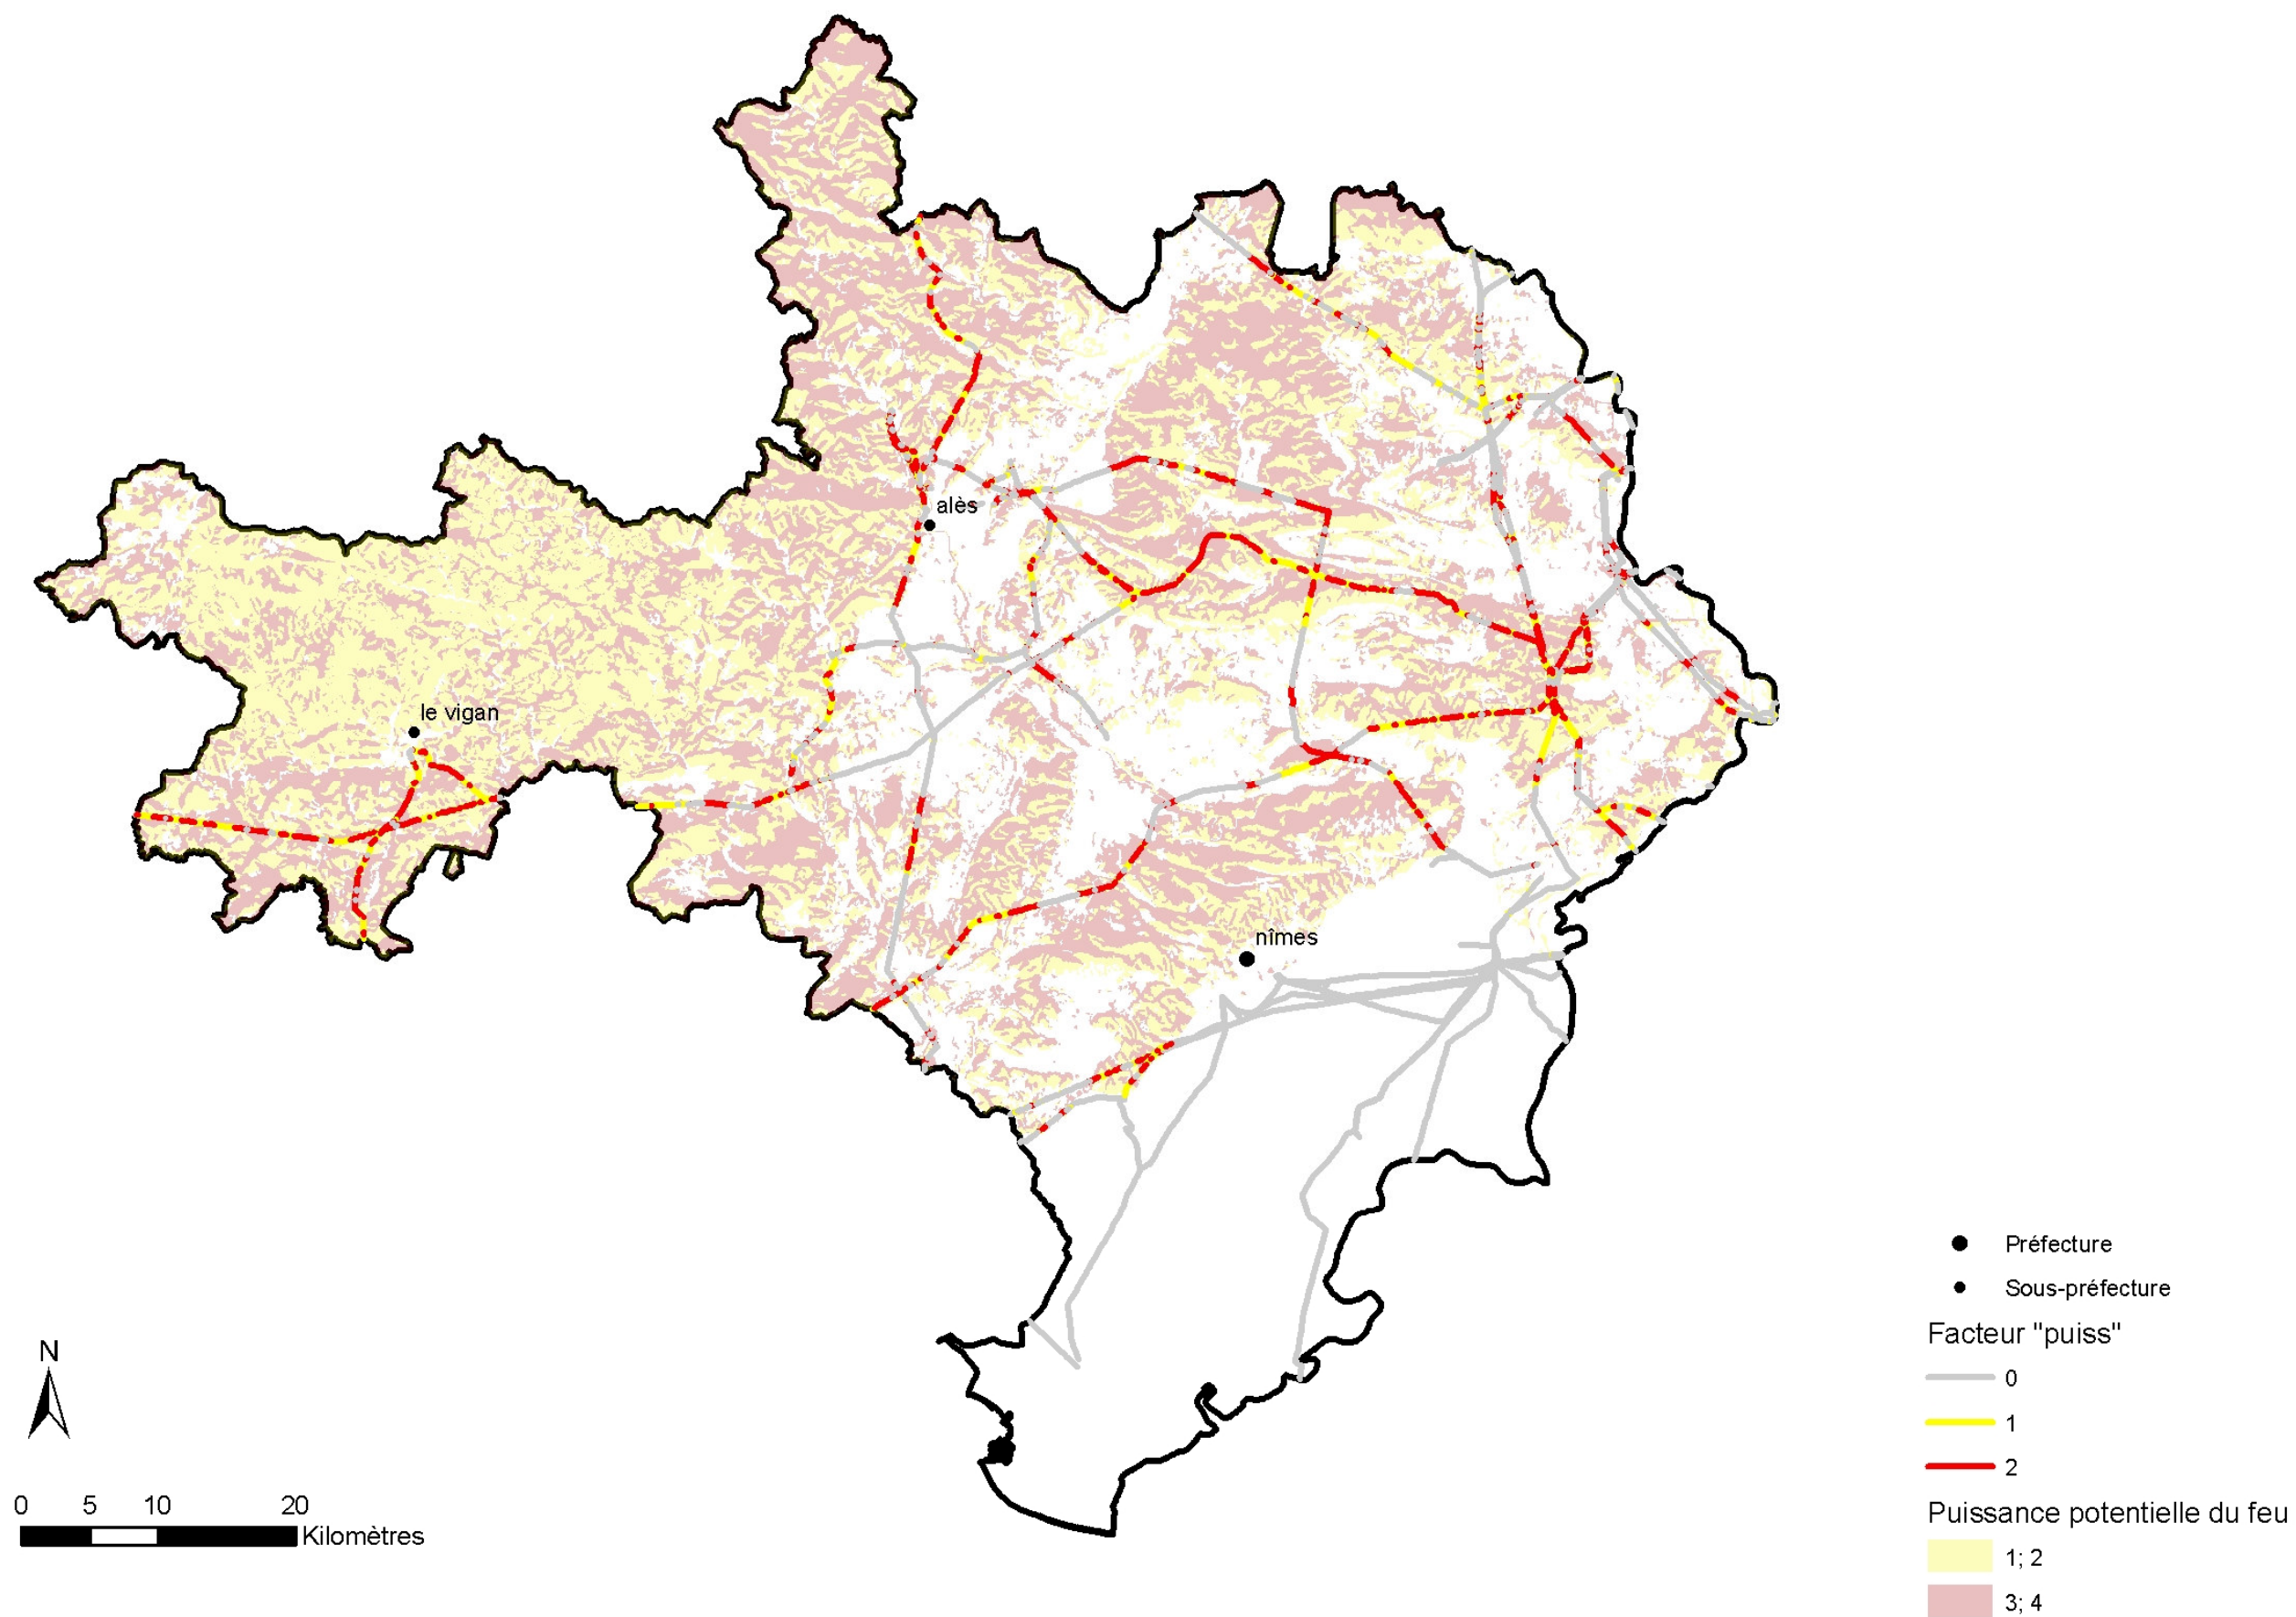 alès
le vigan
nîmes
N
0 5 10 20
Kilomètres
Préfecture
Sous-préfecture
Facteur "puiss"
0
1
2
Puissance potentielle du feu
1; 2
3; 4